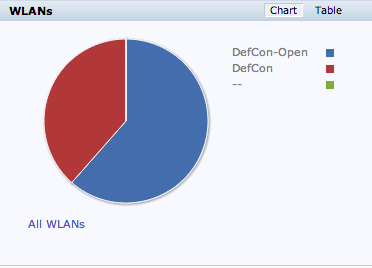 WLANs
Chart Table
DefCon-Open
DefCon
--
All WLANs